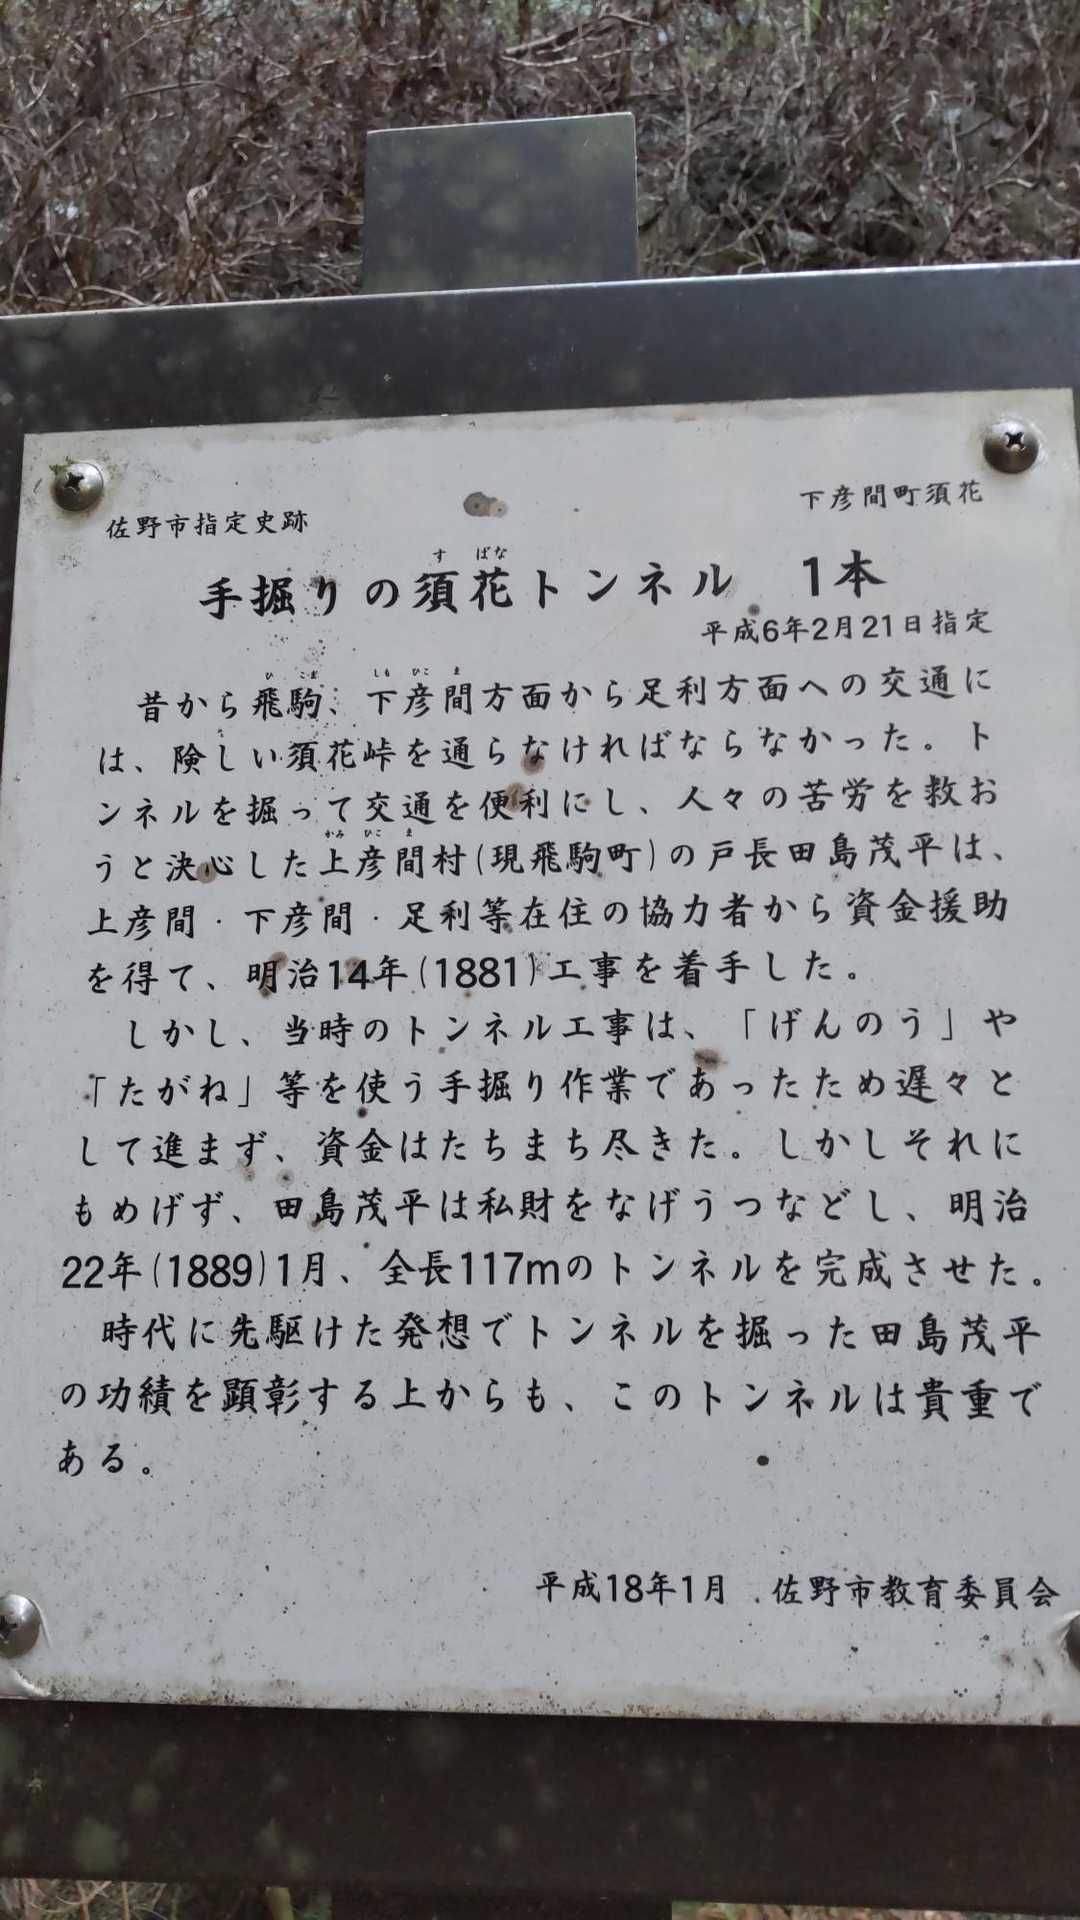 佐野市指定史跡
下彦間町須花
す ばな
手掘りの須花トンネル 1本
平成6年2月21日指定
ひ こま しも ひこ ま
昔から飛駒、下彦間方面から足利方面への交通に
は、険しい須花峠を通らなければならなかった。ト
ンネルを掘って交通を便利にし、人々の苦労を救お
かみ ひこ ま
うと決心した上彦間村(現飛駒町)の戸長田島茂平は、
上彦間・下彦間・足利等在住の協力者から資金援助
を得て、明治14年(1881)工事を着手した。
しかし、当時のトンネル工事は、「げんのう」や
「たがね」等を使う手掘り作業であったため遅々と
して進まず、資金はたちまち尽きた。しかしそれに
もめげず、田島茂平は私財をなげうつなどし、明治
22年(1889)1月、全長117mのトンネルを完成させた。
時代に先駆けた発想でトンネルを掘った田島茂平
の功績を顕彰する上からも、このトンネルは貴重で
ある。
平成18年1月 佐野市教育委員会